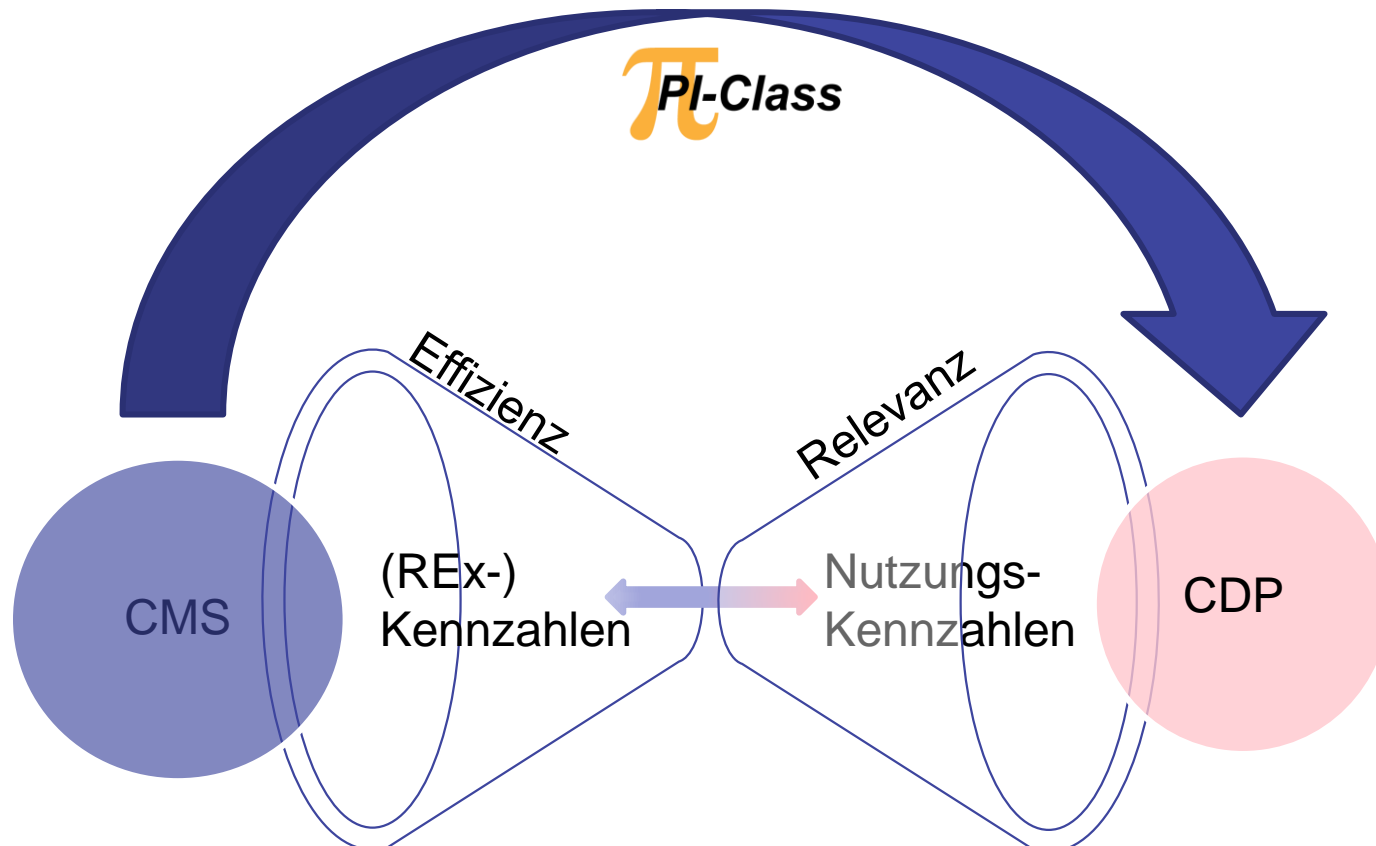 π PI-Class
Effizienz
Relevanz
CMS
(REx-)
Kennzahlen
Nutzungs-
Kennzahlen
CDP